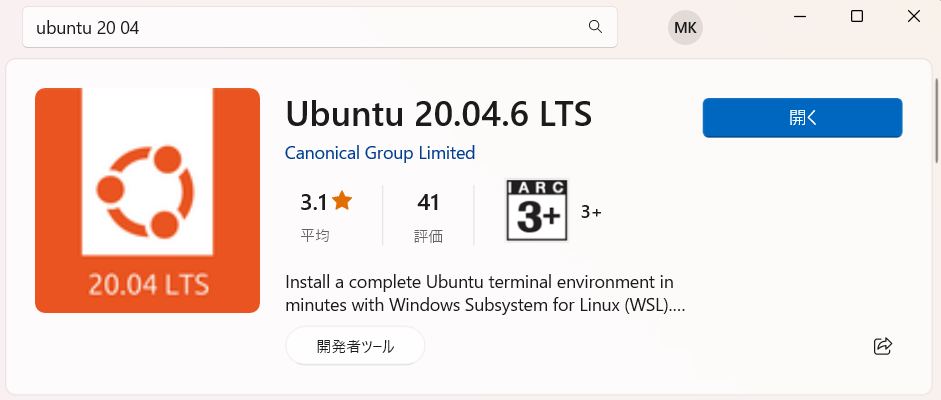 ubuntu 20 04
MK
20.04 LTS
Ubuntu 20.04.6 LTS
Canonical Group Limited
開く
3.1
平均
41
評価
IARC
3+
3+
Install a complete Ubuntu terminal environment in
minutes with Windows Subsystem for Linux (WSL)....
開発者ツール